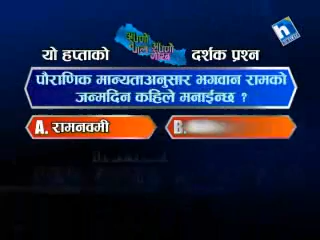 यो हप्ताको दर्शक प्रश्न
पौराणिक मान्यताअनुसार भगवान रामको
जन्मदिन कहिले मनाईन्छ ?
A. रामनवमी
B.